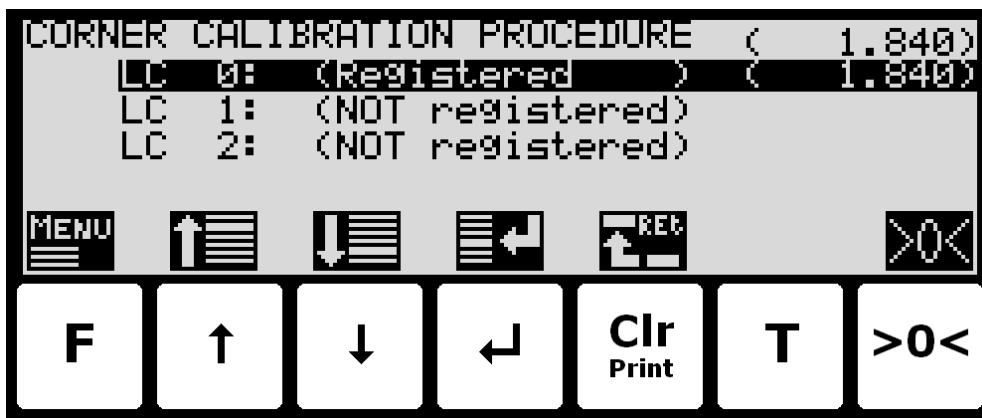 CORNER CALIBRATION PROCEDURE ( 1.840)
LC 0: (Registered ) ( 1.840)
LC 1: (NOT registered)
LC 2: (NOT registered)
MENU RET >0<
F ↑ ↓ ↵ Clr T >0<
Print